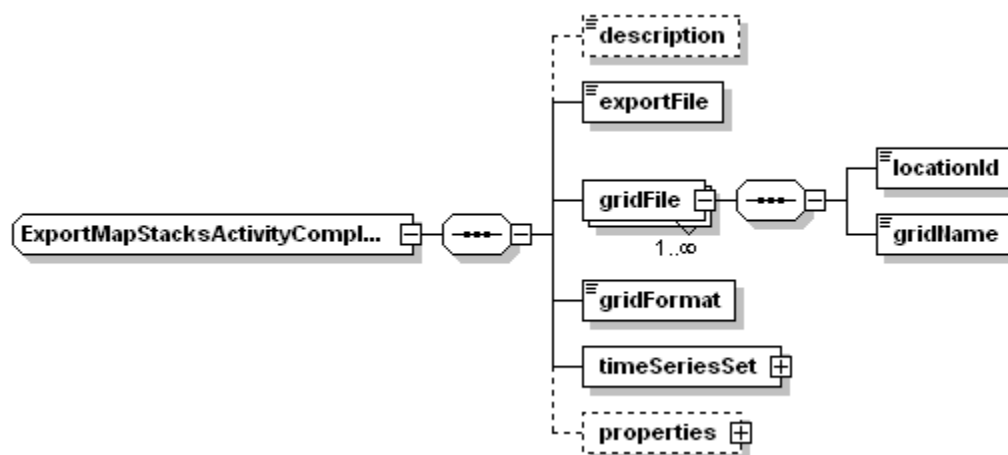 description
exportFile
locationId
gridFile
1..∞
gridName
ExportMapStacksActivityCompl...
gridFormat
timeSeriesSet
properties